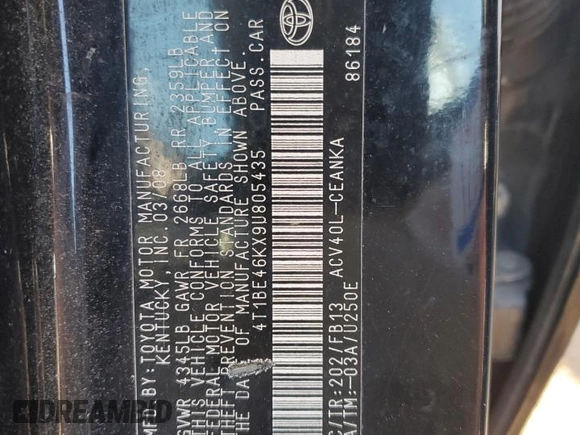 MFD.BY:TOYOTA MOTOR MANUFACTURING,
KENTUCKY, INC. 03/08
GVWR 4345LB GAWR FR 2668LB RR 2359LB
THIS VEHICLE CONFORMS TO ALL APPLICABLE
FEDERAL MOTOR VEHICLE SAFETY, BUMPER, AND
THEFT PREVENTION STANDARDS IN EFFECT ON
THE DATE OF MANUFACTURE SHOWN ABOVE.
4T1BE46KX9U805435 PASS.CAR
C/TR:202/FB13 ACV40L-CEANKA
A/TM:-03A/U250E 86184
DREAMBID